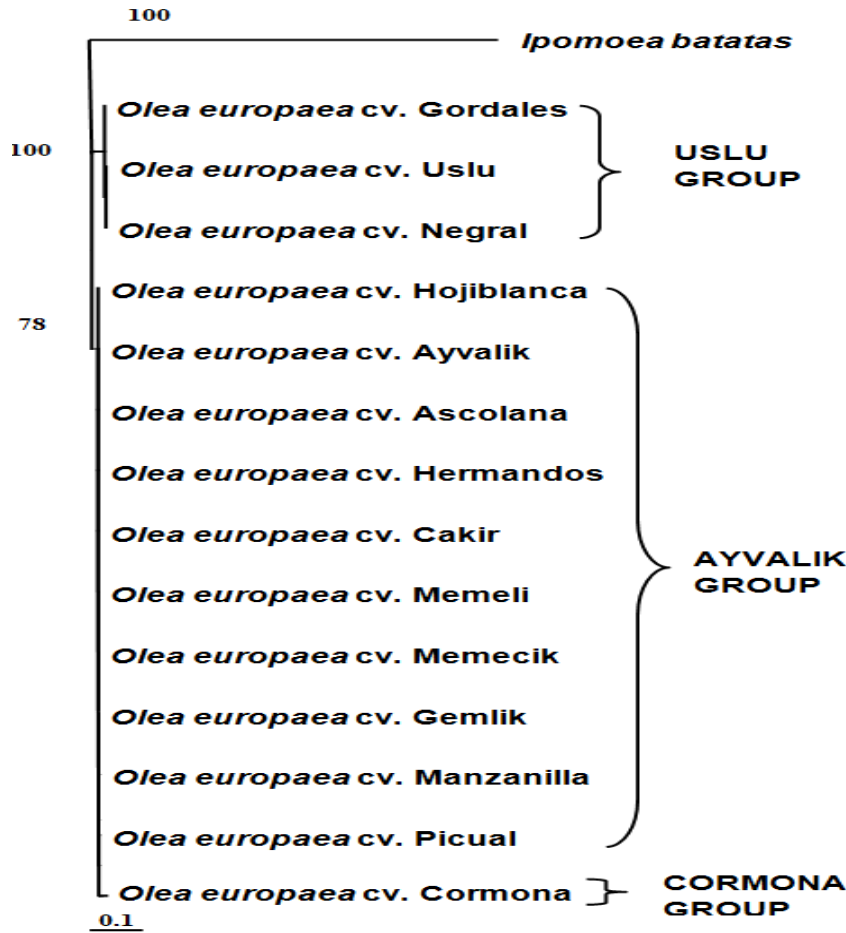 100
Ipomoea batatas
Olea europaea cv. Gordales
100
USLU
GROUP
Olea europaea cv. Uslu
Olea europaea cv. Negral
Olea europaea cv. Hojiblanca
78
Olea europaea cv. Ayvalik
Olea europaea cv. Ascolana
Olea europaea cv. Hermandos
Olea europaea cv. Cakir
AYVALIK
GROUP
Olea europaea cv. Memeli
Olea europaea cv. Memecik
Olea europaea cv. Gemlik
Olea europaea cv. Manzanilla
Olea europaea cv. Picual
Olea europaea cv. Cormona
CORMONA
GROUP
0.1